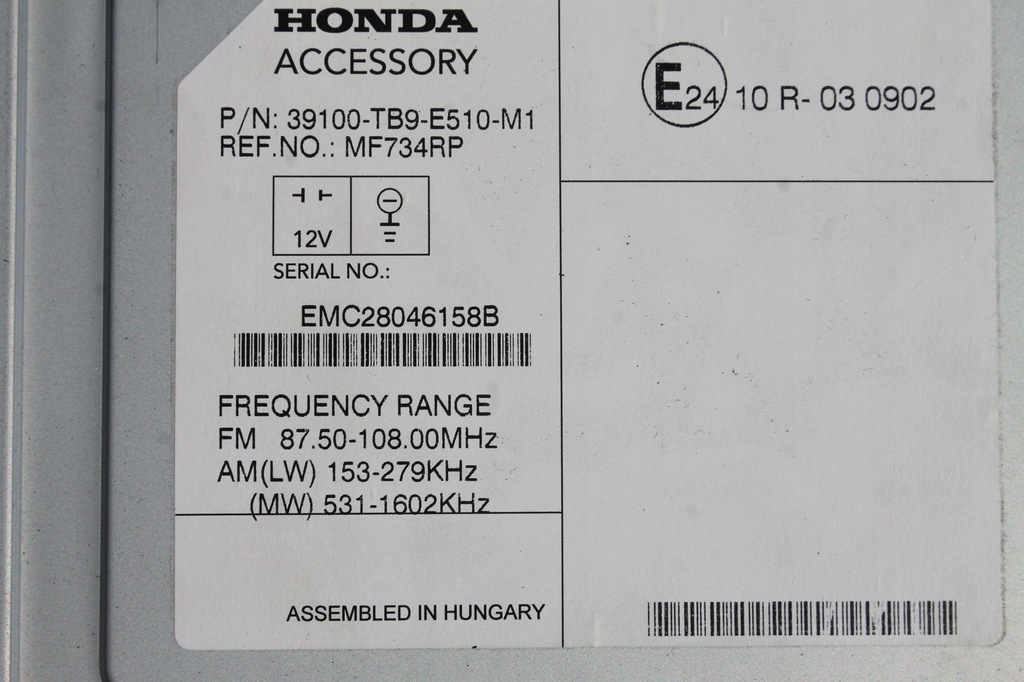 HONDA
ACCESSORY
P/N: 39100-TB9-E510-M1
REF.NO.: MF734RP
12V
SERIAL NO.:
EMC28046158B
FREQUENCY RANGE
FM 87.50-108.00MHz
AM(LW) 153-279KHz
(MW) 531-1602KHz
ASSEMBLED IN HUNGARY
E24 10 R- 03 0902